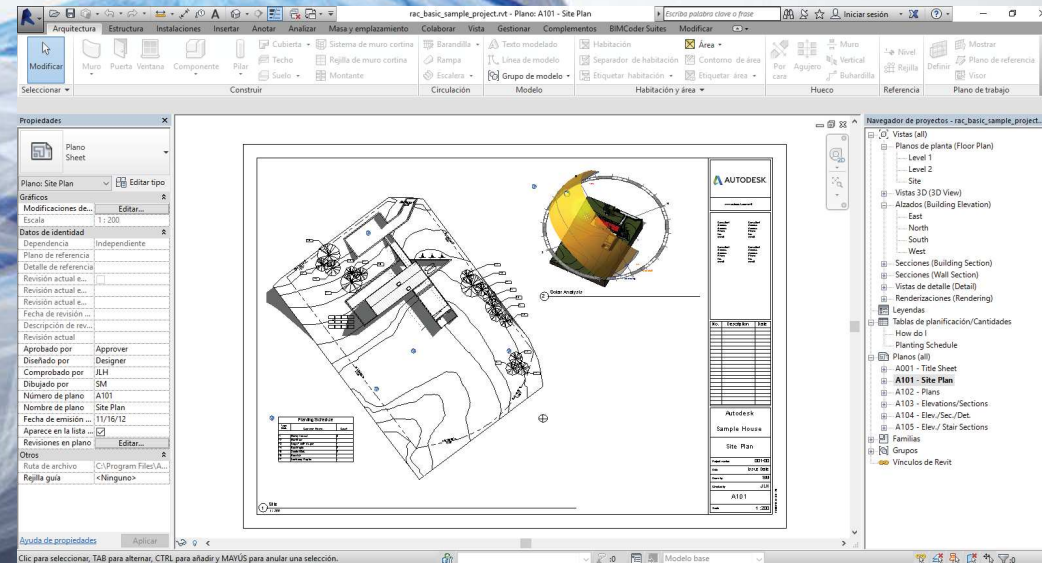 rac_basic_sample_project.rvt - Plano: A101 - Site Plan
Escriba palabra clave o frase
Iniciar sesión
Arquitectura Estructura Instalaciones Insertar Anotar Analizar Masa y emplazamiento Colaborar Vista Gestionar Complementos BIMCoder Suites Modificar
Modificar
Muro Puerta Ventana Componente Pilar
Cubierta
Techo
Suelo
Sistema de muro cortina
Rejilla de muro cortina
Montante
Barandilla
Rampa
Escalera
Texto modelado
Línea de modelo
Grupo de modelo
Habitación
Separador de habitación
Etiquetar habitación
Área
Contorno de área
Etiquetar área
Por cara
Agujero
Muro
Vertical
Buhardilla
Nivel
Rejilla
Definir
Mostrar
Plano de referencia
Visor
Seleccionar Construir Circulación Modelo Habitación y área Hueco Referencia Plano de trabajo
Propiedades
Plano
Sheet
Plano: Site Plan Editar tipo
Gráficos
Modificaciones de... Editar...
Escala 1 : 200
Datos de identidad
Dependencia Independiente
Plano de referencia
Detalle de referencia
Revisión actual e...
Revisión actual e...
Revisión actual e...
Fecha de revisión ...
Descripción de rev...
Revisión actual
Aprobado por Approver
Diseñado por Designer
Comprobado por JLH
Dibujado por SM
Número de plano A101
Nombre de plano Site Plan
Fecha de emisión ... 11/16/12
Aparece en la lista ...
Revisiones en plano Editar...
Otros
Ruta de archivo C:\Program Files\A...
Rejilla guía <Ninguno>
Ayuda de propiedades Aplicar
AUTODESK
2 Solar Analysis
No. Description Date
Planting Schedule
1 Site
1 : 200
Autodesk
Sample House
Site Plan
001-00
Issue Date
JLH
A101
1 : 200
Navegador de proyectos - rac_basic_sample_project...
Vistas (all)
Planos de planta (Floor Plan)
Level 1
Level 2
Site
Vistas 3D (3D View)
Alzados (Building Elevation)
East
North
South
West
Secciones (Building Section)
Secciones (Wall Section)
Vistas de detalle (Detail)
Renderizaciones (Rendering)
Leyendas
Tablas de planificación/Cantidades
How do I
Planting Schedule
Planos (all)
A001 - Title Sheet
A101 - Site Plan
A102 - Plans
A103 - Elevations/Sections
A104 - Elev./Sec./Det.
A105 - Elev./ Stair Sections
Familias
Grupos
Vínculos de Revit
Clic para seleccionar, TAB para alternar, CTRL para añadir y MAYÚS para anular una selección.
:0
Modelo base
:0